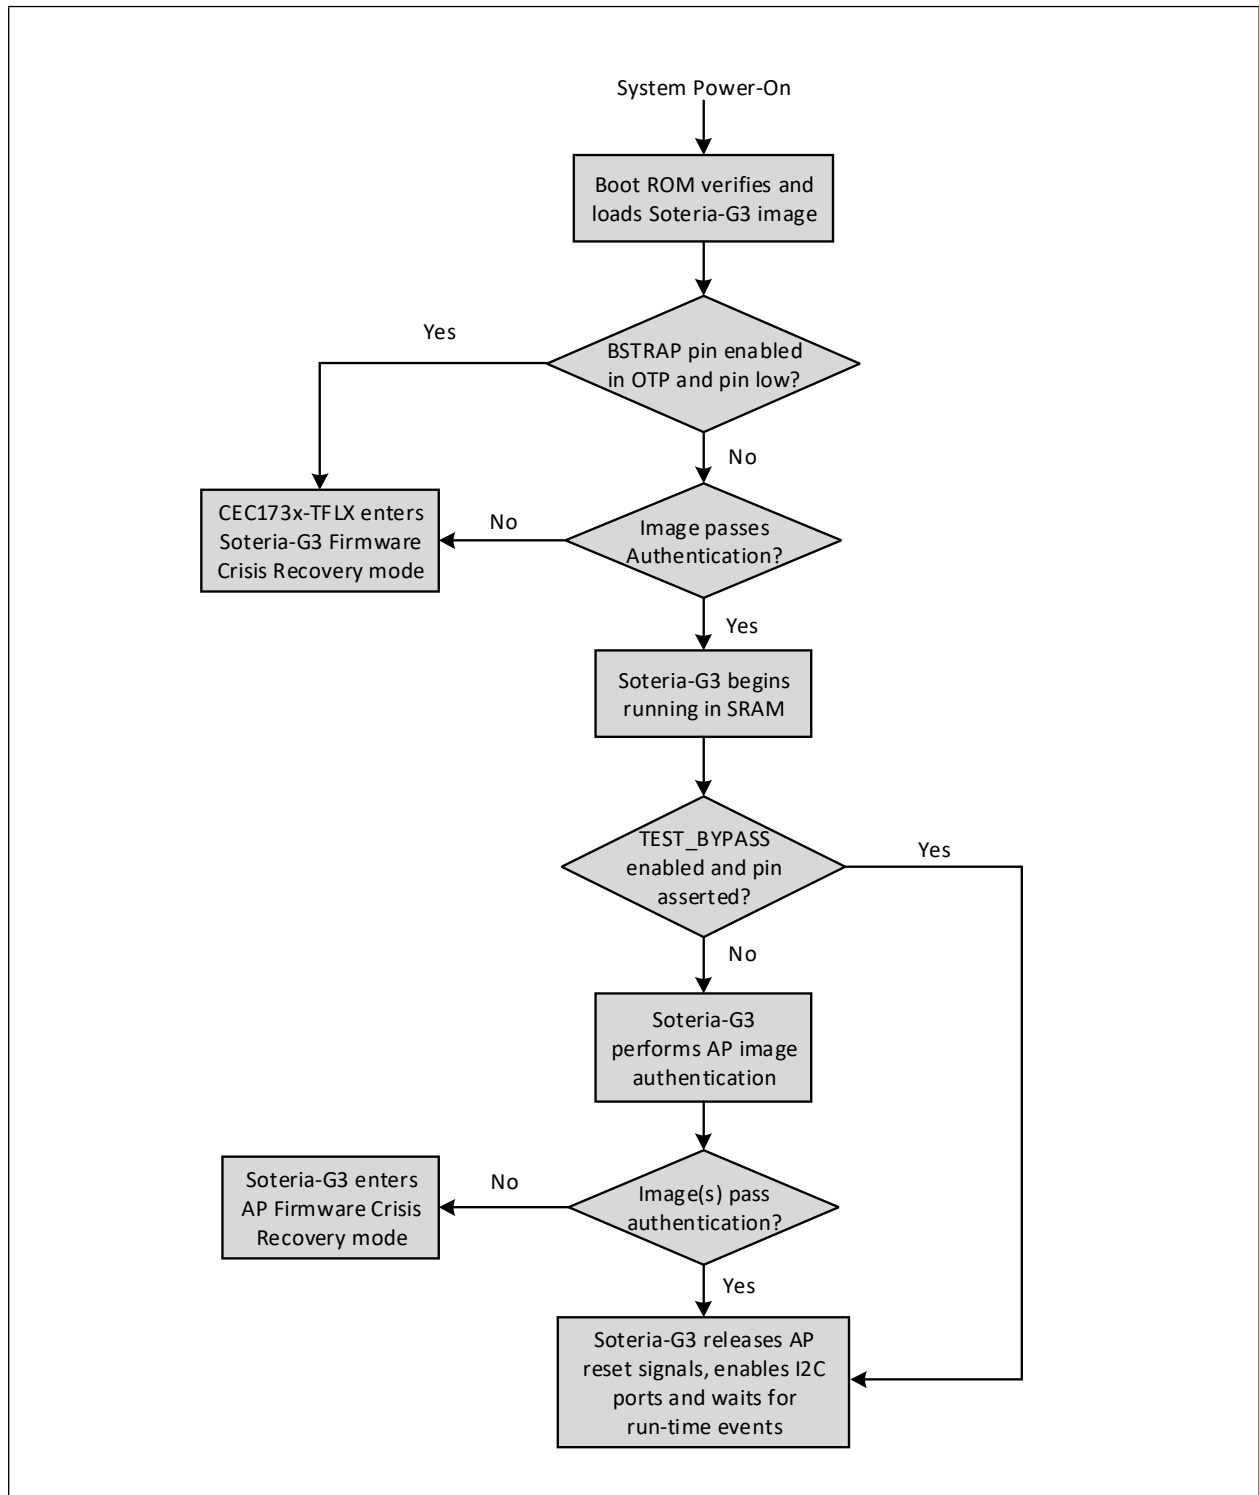 System Power-On
Boot ROM verifies and
loads Soteria-G3 image
Yes
BSTRAP pin enabled
in OTP and pin low?
No
CEC173x-TFLX enters
Soteria-G3 Firmware
Crisis Recovery mode
No
Image passes
Authentication?
Yes
Soteria-G3 begins
running in SRAM
TEST_BYPASS
enabled and pin
asserted?
Yes
No
Soteria-G3
performs AP image
authentication
Soteria-G3 enters
AP Firmware Crisis
Recovery mode
No
Image(s) pass
authentication?
Yes
Soteria-G3 releases AP
reset signals, enables I2C
ports and waits for
run-time events